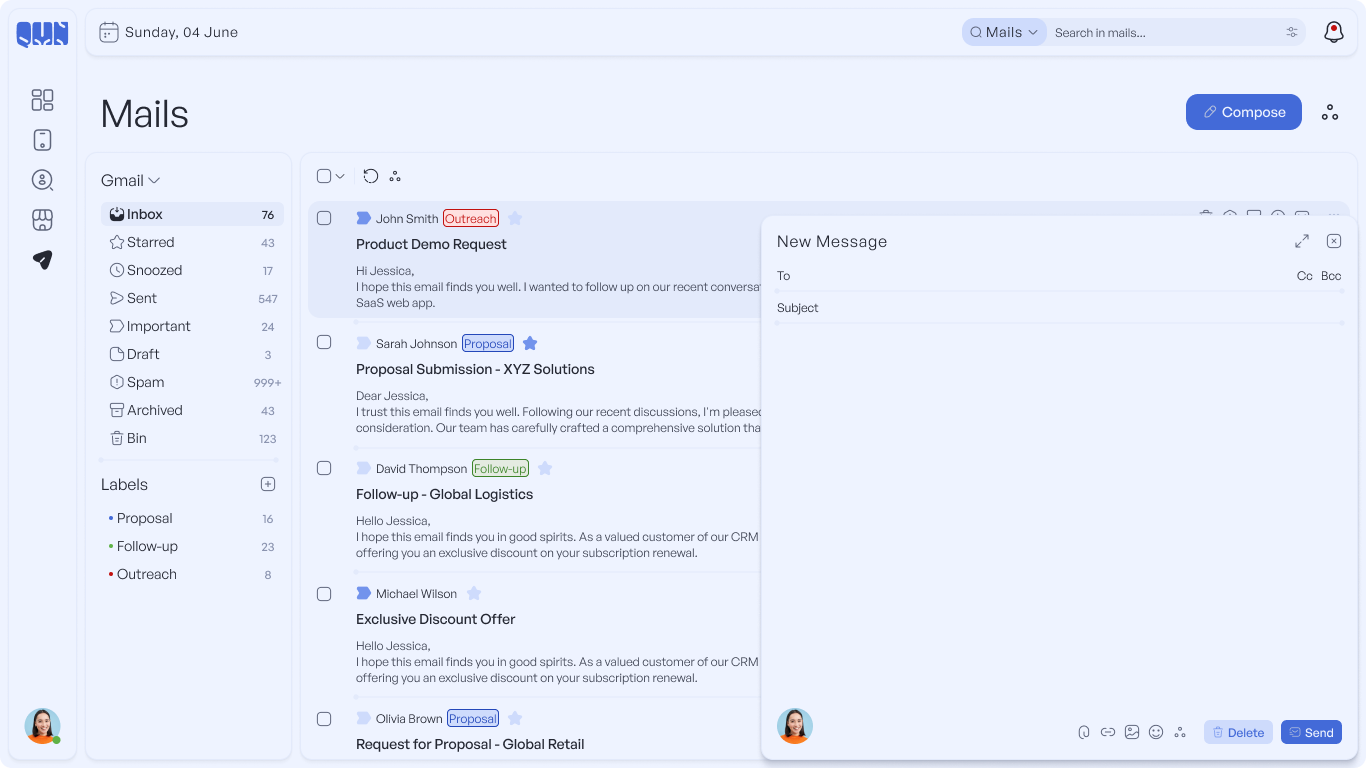 QUN
Sunday, 04 June
Mails
Search in mails...
Mails
Compose
Gmail
Inbox 76
Starred 43
Snoozed 17
Sent 547
Important 24
Draft 3
Spam 999+
Archived 43
Bin 123
Labels
Proposal 16
Follow-up 23
Outreach 8
John Smith Outreach
Product Demo Request
Hi Jessica,
I hope this email finds you well. I wanted to follow up on our recent
SaaS web app.
Sarah Johnson Proposal
Proposal Submission - XYZ Solutions
Dear Jessica,
I trust this email finds you well. Following our recent discussions, I'm pleased
consideration. Our team has carefully crafted a comprehensive solution
David Thompson Follow-up
Follow-up - Global Logistics
Hello Jessica,
I hope this email finds you in good spirits. As a valued customer of our CRM
offering you an exclusive discount on your subscription renewal.
Michael Wilson
Exclusive Discount Offer
Hello Jessica,
I hope this email finds you in good spirits. As a valued customer of our CRM
offering you an exclusive discount on your subscription renewal.
Olivia Brown Proposal
Request for Proposal - Global Retail
New Message
To Cc Bcc
Subject
Delete
Send